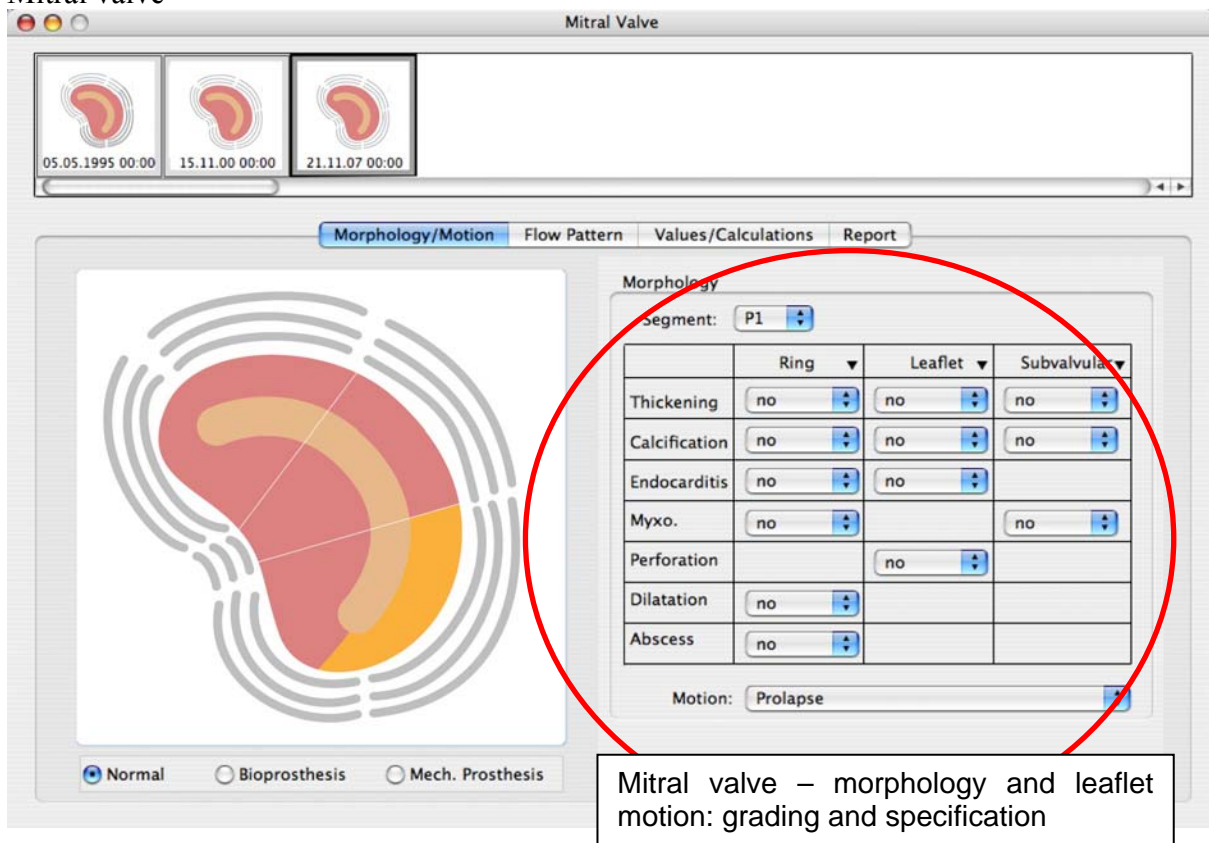 Mitral valve
Mitral Valve
05.05.1995 00:00 15.11.00 00:00 21.11.07 00:00
Morphology/Motion Flow Pattern Values/Calculations Report
Morphology
Segment: P1
Ring Leaflet Subvalvular
Thickening no no no
Calcification no no no
Endocarditis no no
Myxo. no no
Perforation no
Dilatation no
Abscess no
Motion: Prolapse
Normal Bioprosthesis Mech. Prosthesis
Mitral valve – morphology and leaflet
motion: grading and specification